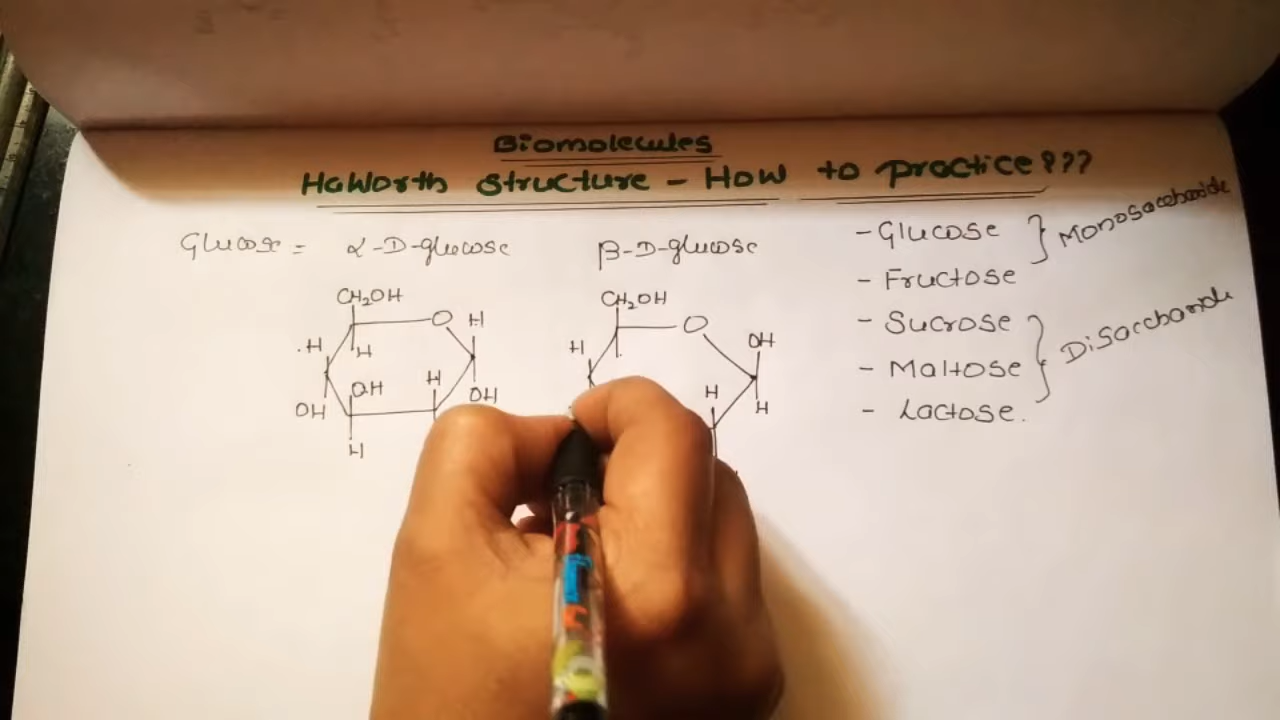 Biomolecules
Haworth Structure - How to practice???
Glucose = α-D-glucose β-D-glucose
- Glucose } Monosaccharide
- Fructose
- Sucrose
- Maltose } Disaccharide
- Lactose.
CH₂OH
O
H
H
H
OH
H
OH
OH
H
CH₂OH
O
H
OH
H
H